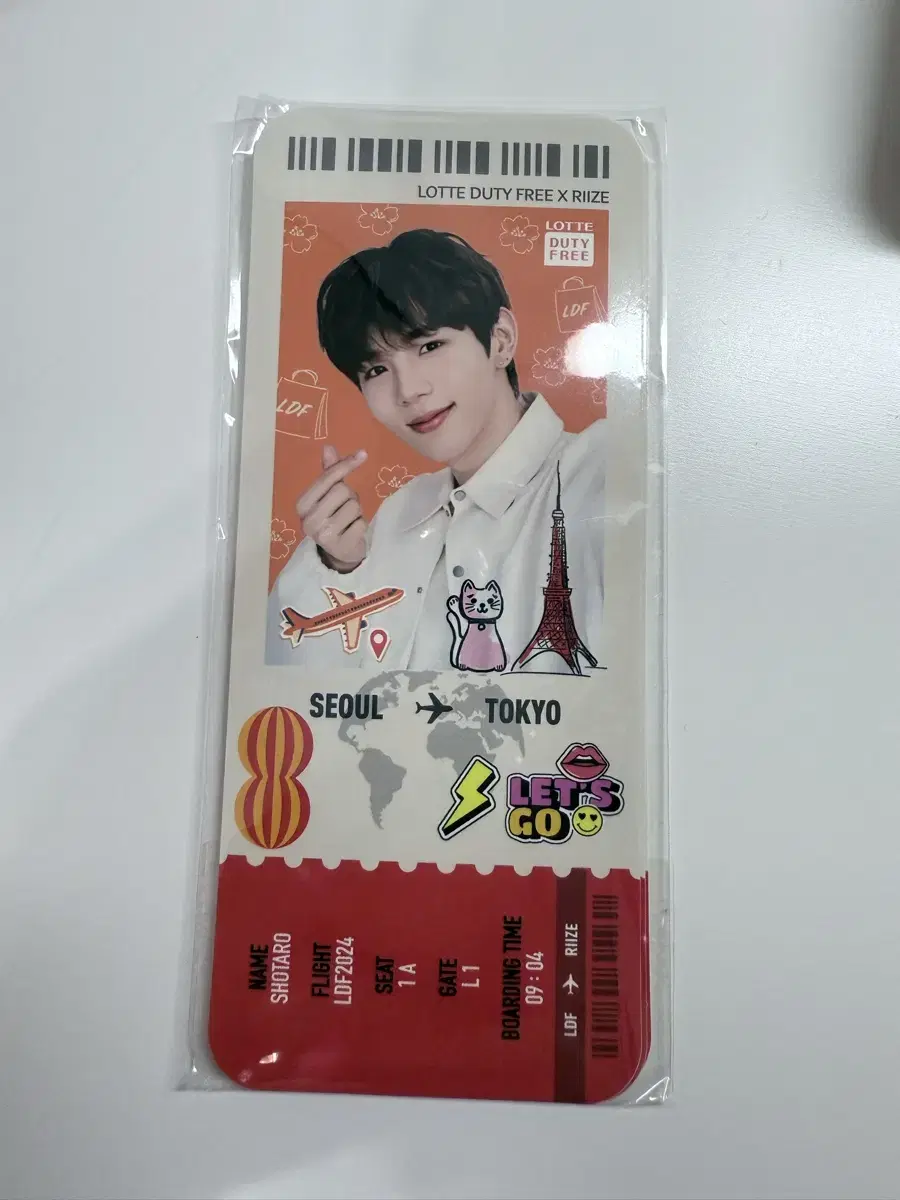 LOTTE DUTY FREE X RIIZE
LOTTE
DUTY
FREE
LDF
LDF
SEOUL TOKYO
LET'S
GO
NAME
SHOTARO
FLIGHT
LDF2024
SEAT
1 A
GATE
L1
BOARDING TIME
09:04
LDF RIIZE